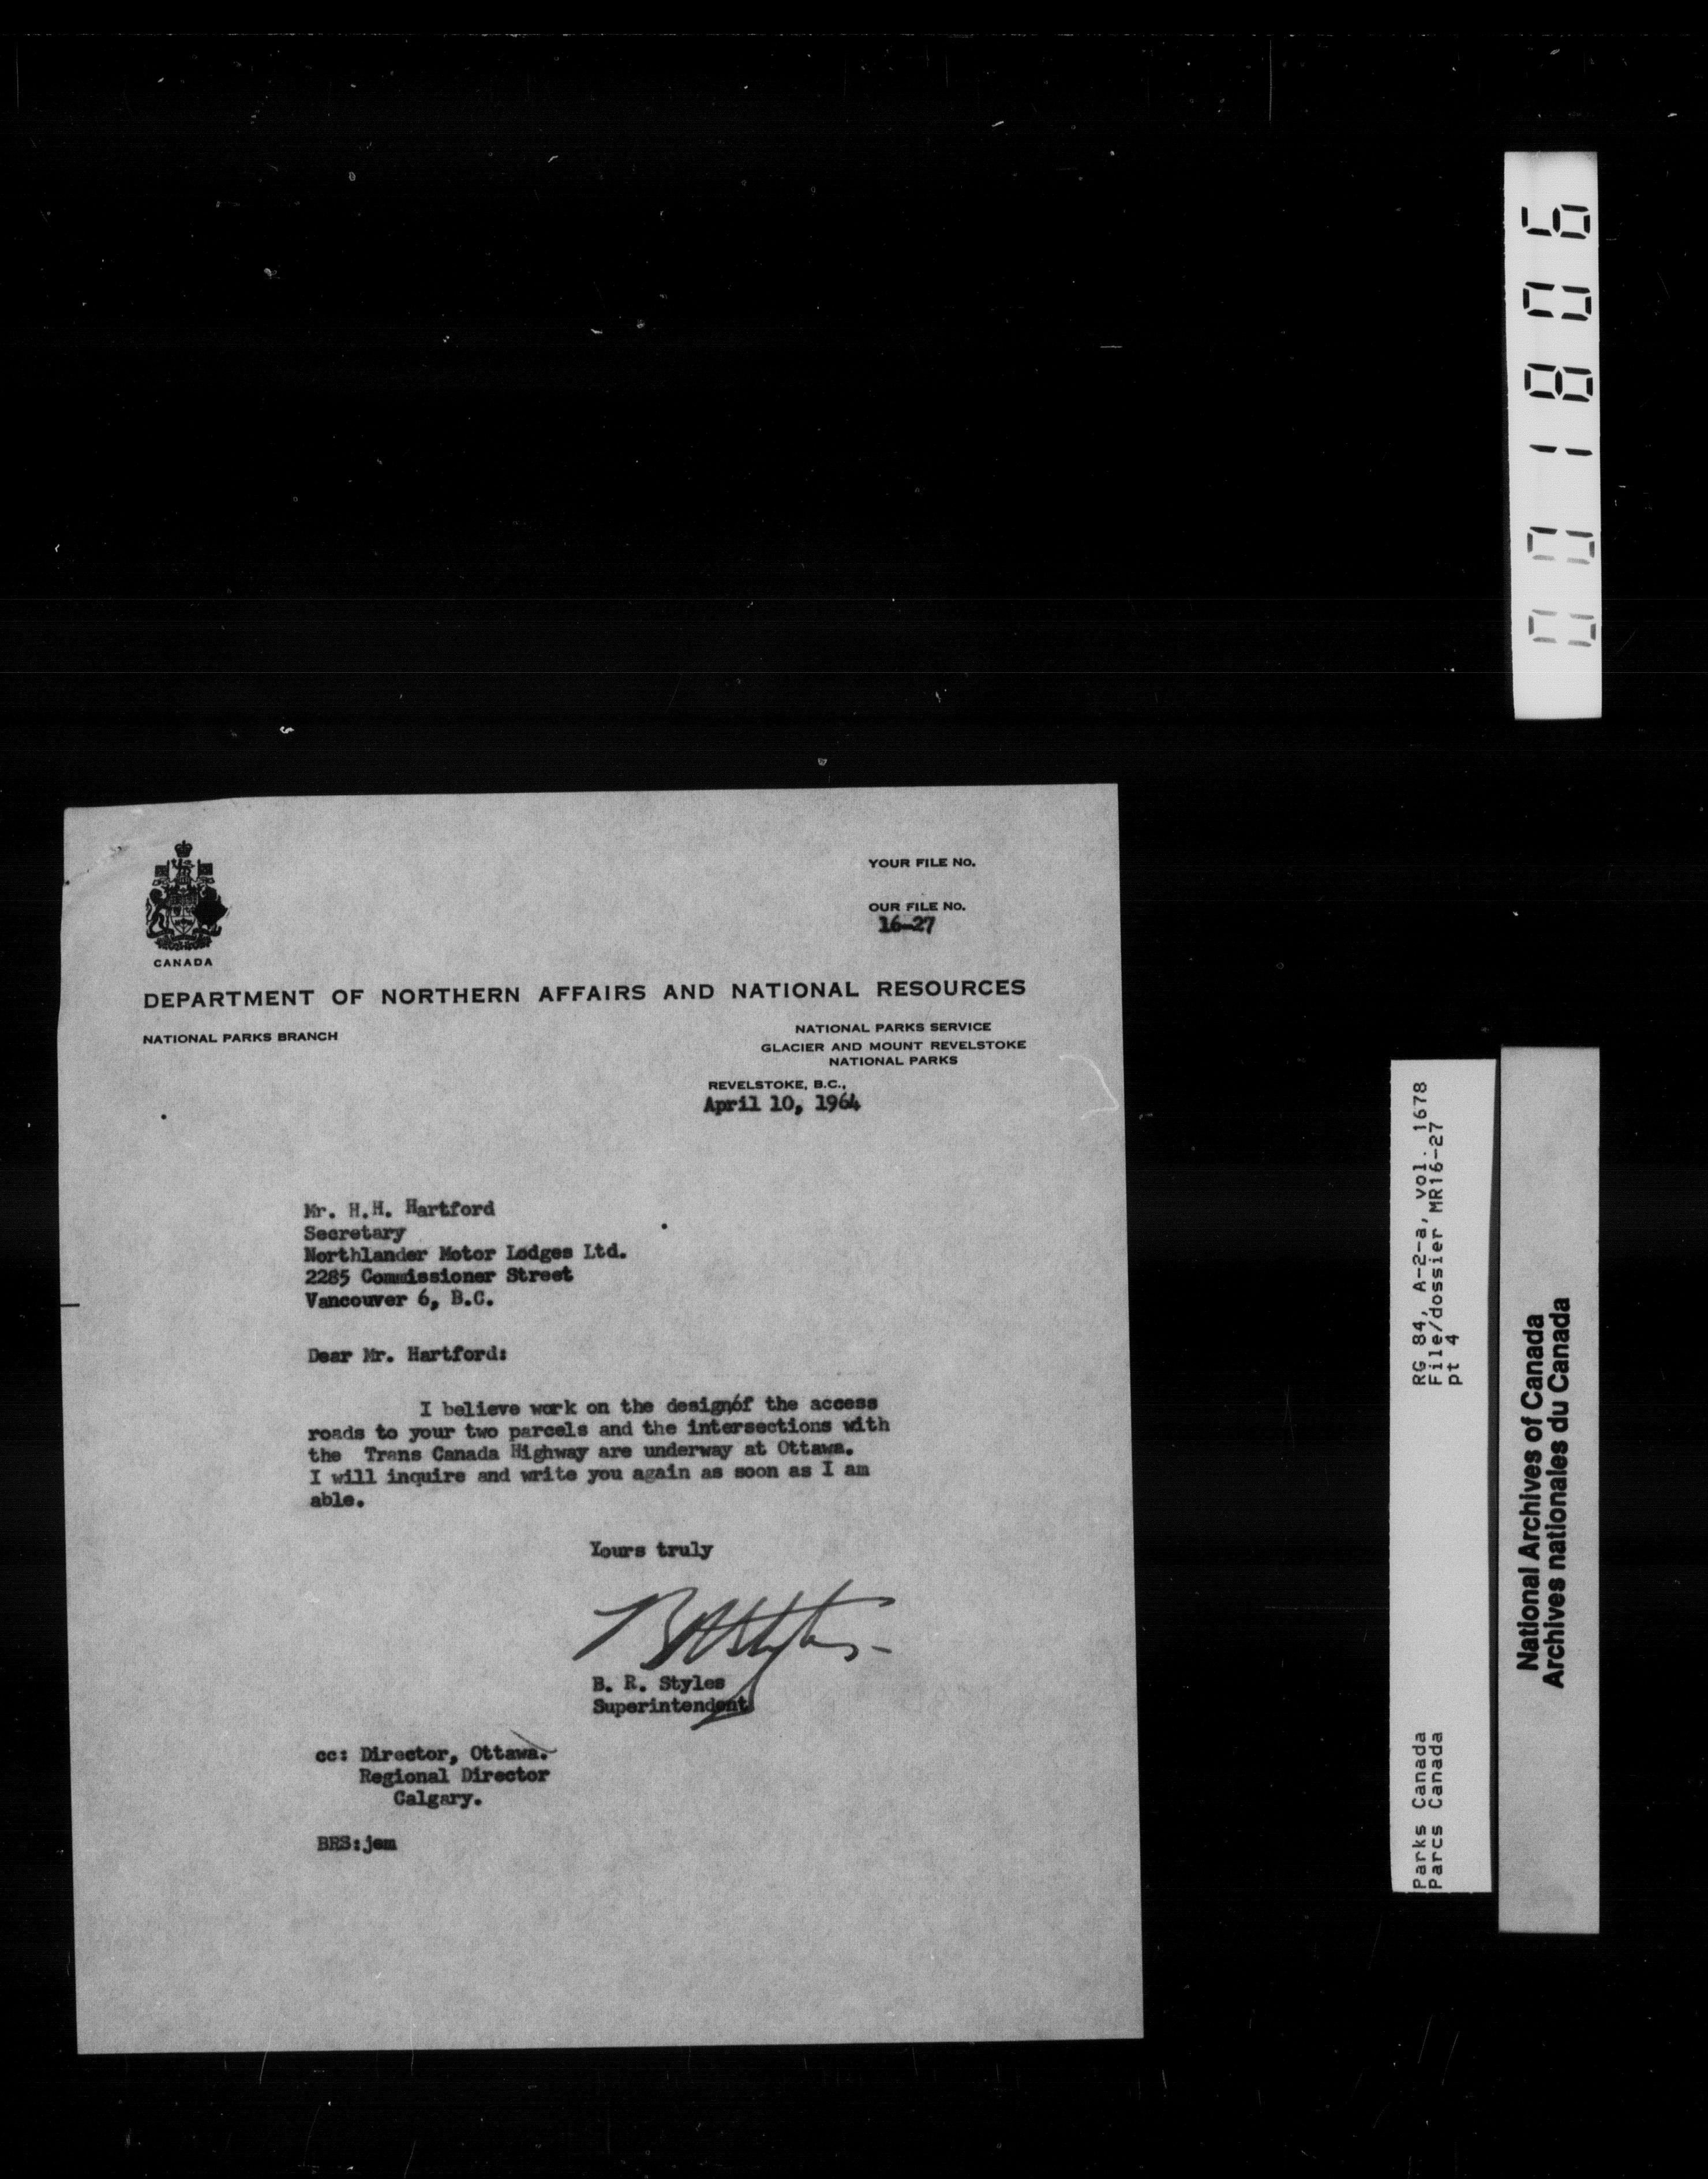 CANADA
YOUR FILE NO.
OUR FILE NO.
16-27
DEPARTMENT OF NORTHERN AFFAIRS AND NATIONAL RESOURCES
NATIONAL PARKS BRANCH
NATIONAL PARKS SERVICE
GLACIER AND MOUNT REVELSTOKE
NATIONAL PARKS
REVELSTOKE, B.C.,
April 10, 1964
Mr. H.H. Hartford
Secretary
Northlander Motor Lodges Ltd.
2285 Commissioner Street
Vancouver 6, B.C.
Dear Mr. Hartford:
I believe work on the design/of the access
roads to your two parcels and the intersections with
the Trans Canada Highway are underway at Ottawa.
I will inquire and write you again as soon as I am
able.
Yours truly
BRStyles
B. R. Styles
Superintendent
cc: Director, Ottawa.
Regional Director
Calgary.
BRS:jem
001806
RG 84, A-2-a, vol. 1678
File/dossier MR16-27
pt 4
Parks Canada
Parcs Canada
National Archives of Canada
Archives nationales du Canada